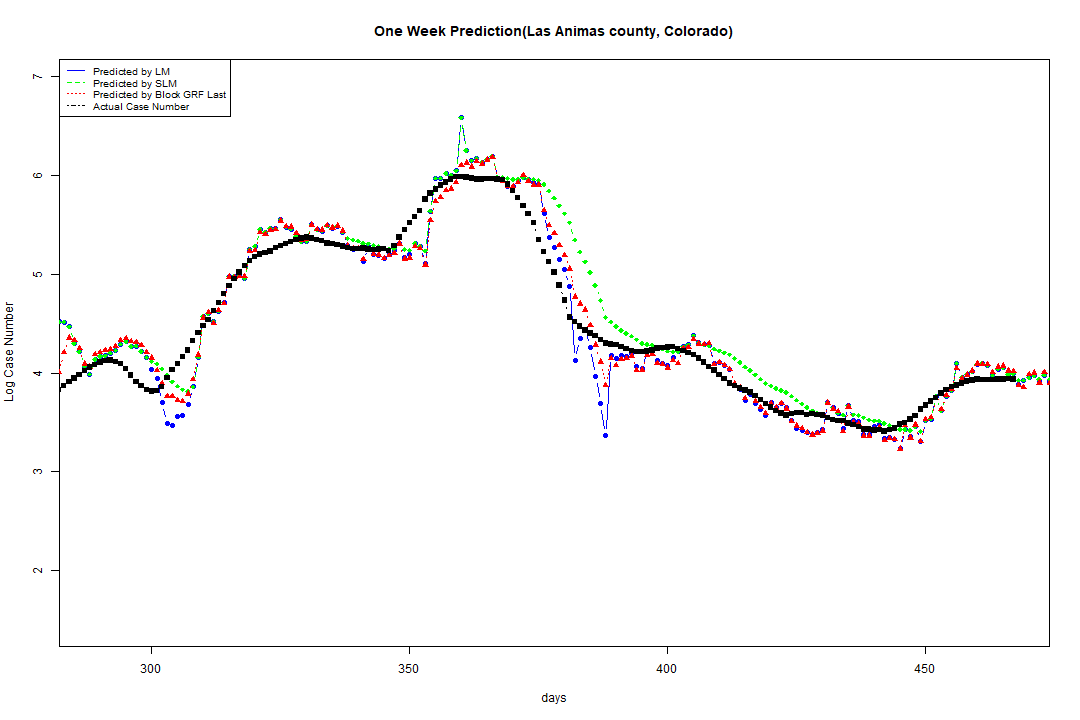 One Week Prediction(Las Animas county, Colorado)
Predicted by LM
Predicted by SLM
Predicted by Block GRF Last
Actual Case Number
7
6
5
4
3
2
Log Case Number
300 350 400 450
days